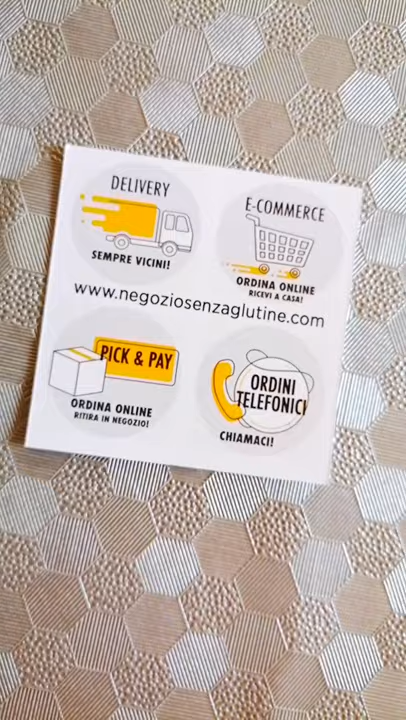 DELIVERY
SEMPRE VICINI!
E-COMMERCE
ORDINA ONLINE
RICEVI A CASA!
www.negoziosenzaglutine.com
PICK & PAY
ORDINA ONLINE
RITIRA IN NEGOZIO!
ORDINI
TELEFONICI
CHIAMACI!